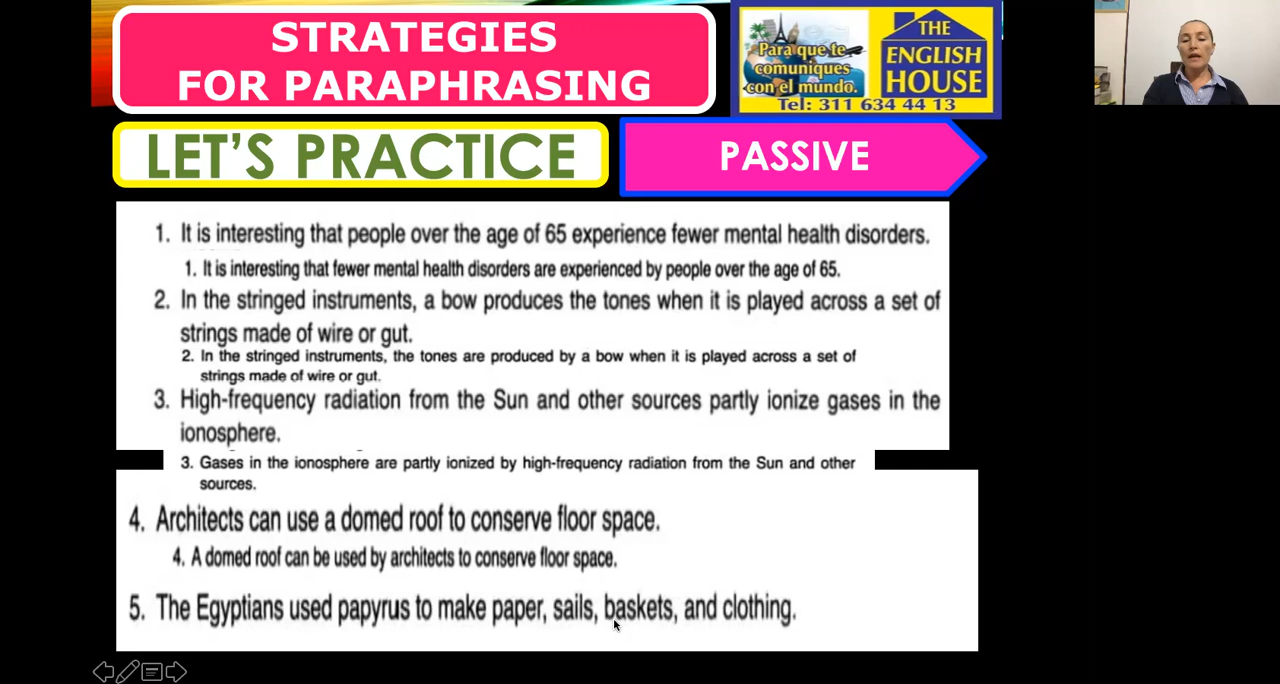 STRATEGIES
FOR PARAPHRASING
Para que te
comuniques
con el mundo.
THE
ENGLISH
HOUSE
Tel: 311 634 44 13
LET'S PRACTICE
PASSIVE
1. It is interesting that people over the age of 65 experience fewer mental health disorders.
1. It is interesting that fewer mental health disorders are experienced by people over the age of 65.
2. In the stringed instruments, a bow produces the tones when it is played across a set of
strings made of wire or gut.
2. In the stringed instruments, the tones are produced by a bow when it is played across a set of
strings made of wire or gut.
3. High-frequency radiation from the Sun and other sources partly ionize gases in the
ionosphere.
3. Gases in the ionosphere are partly ionized by high-frequency radiation from the Sun and other
sources.
4. Architects can use a domed roof to conserve floor space.
4. A domed roof can be used by architects to conserve floor space.
5. The Egyptians used papyrus to make paper, sails, baskets, and clothing.